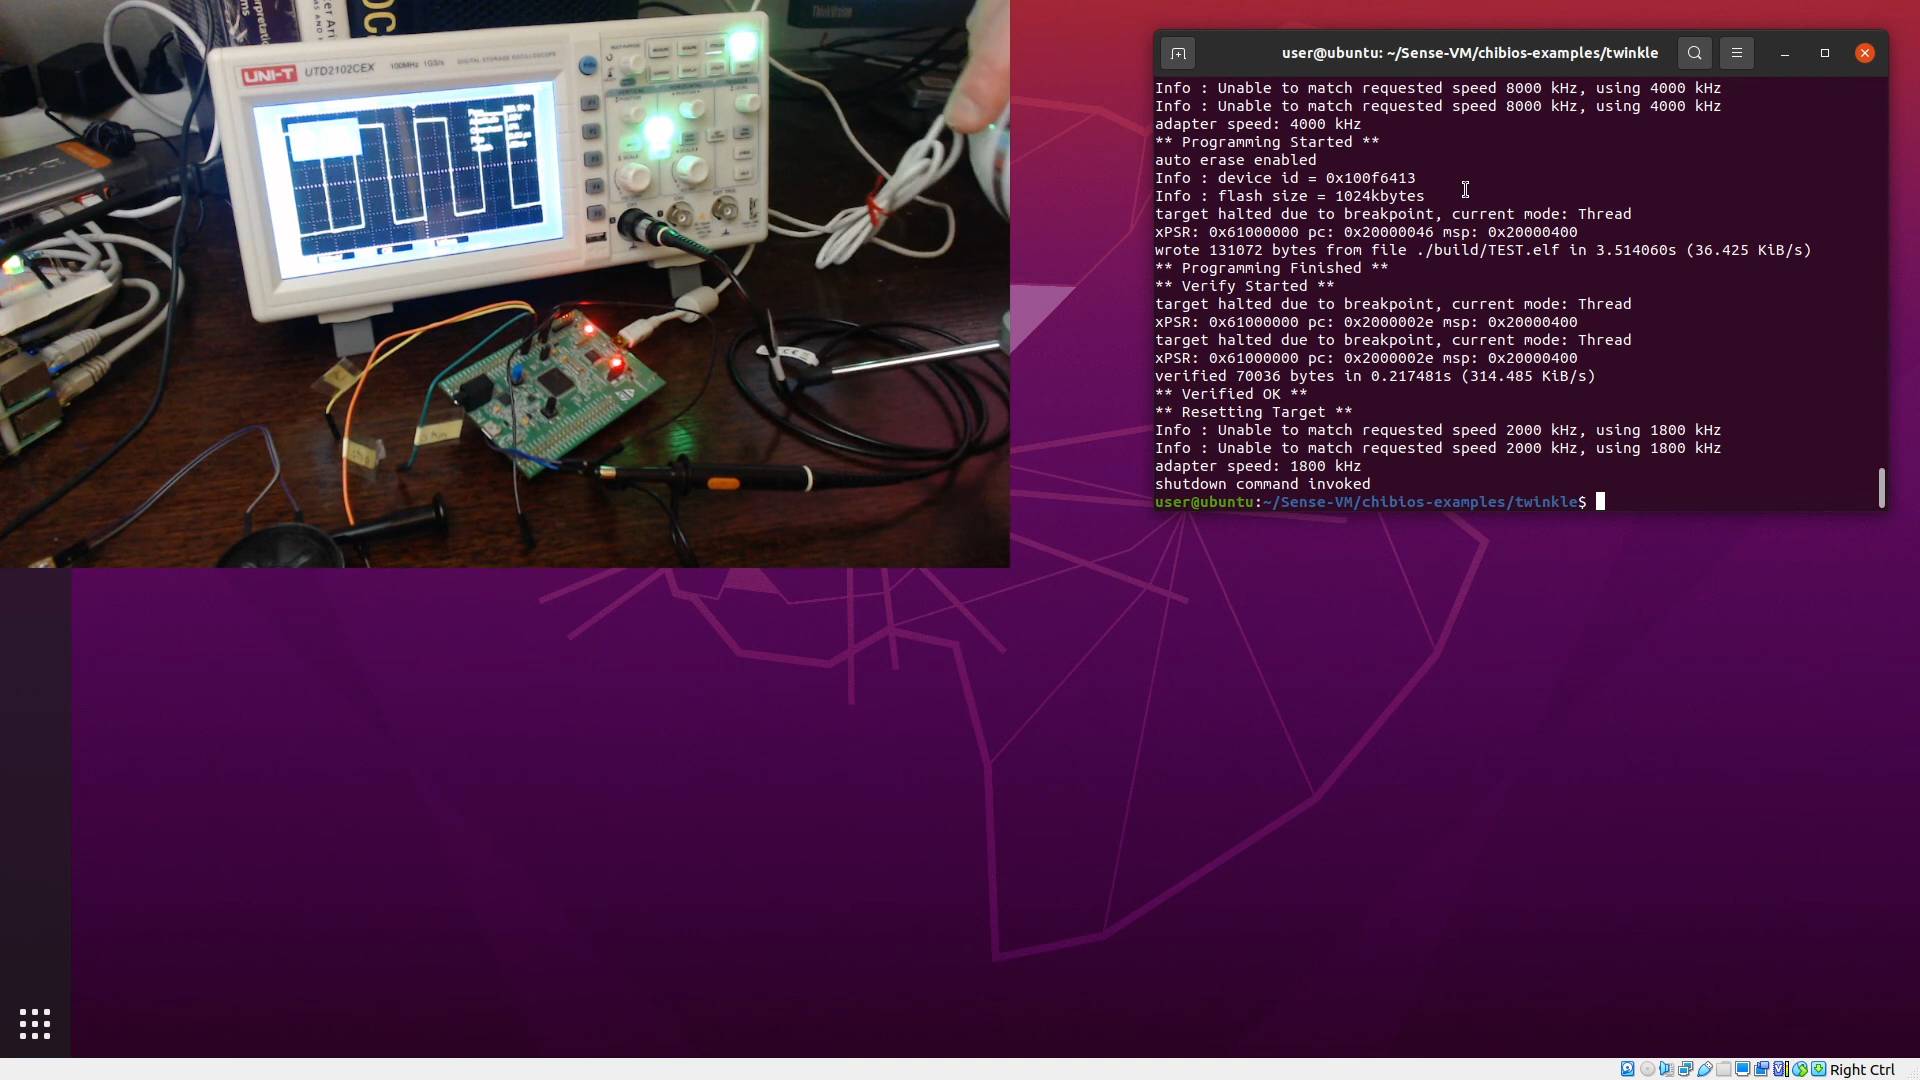 UNI-T UTD2102CEX 100MHz 1GS/s DIGITAL STORAGE OSCILLOSCOPE
ThinkVision
user@ubuntu: ~/Sense-VM/chibios-examples/twinkle
Info : Unable to match requested speed 8000 kHz, using 4000 kHz
Info : Unable to match requested speed 8000 kHz, using 4000 kHz
adapter speed: 4000 kHz
** Programming Started **
auto erase enabled
Info : device id = 0x100f6413
Info : flash size = 1024kbytes
target halted due to breakpoint, current mode: Thread
xPSR: 0x61000000 pc: 0x20000046 msp: 0x20000400
wrote 131072 bytes from file ./build/TEST.elf in 3.514060s (36.425 KiB/s)
** Programming Finished **
** Verify Started **
target halted due to breakpoint, current mode: Thread
xPSR: 0x61000000 pc: 0x2000002e msp: 0x20000400
target halted due to breakpoint, current mode: Thread
xPSR: 0x61000000 pc: 0x2000002e msp: 0x20000400
verified 70036 bytes in 0.217481s (314.485 KiB/s)
** Verified OK **
** Resetting Target **
Info : Unable to match requested speed 2000 kHz, using 1800 kHz
Info : Unable to match requested speed 2000 kHz, using 1800 kHz
adapter speed: 1800 kHz
shutdown command invoked
user@ubuntu:~/Sense-VM/chibios-examples/twinkle$
Right Ctrl